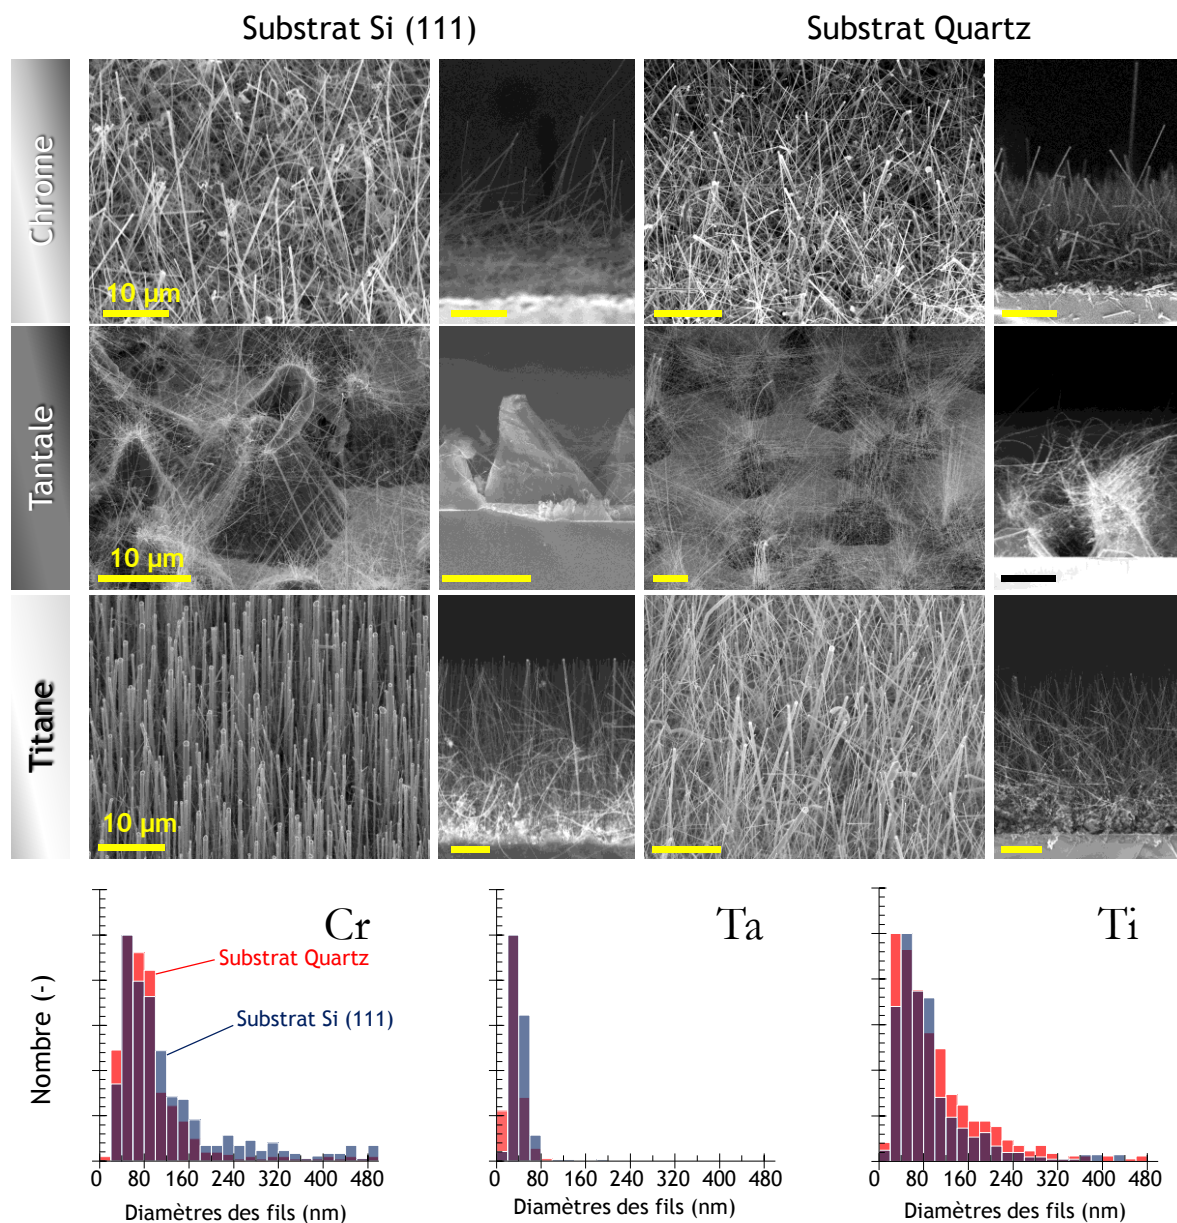 Substrat Si (111)
Substrat Quartz
Chrome
10 µm
Tantale
10 µm
Titane
10 µm
Nombre (-)
Cr
Substrat Quartz
Substrat Si (111)
0 80 160 240 320 400 480
Diamètres des fils (nm)
Ta
0 80 160 240 320 400 480
Diamètres des fils (nm)
Ti
0 80 160 240 320 400 480
Diamètres des fils (nm)